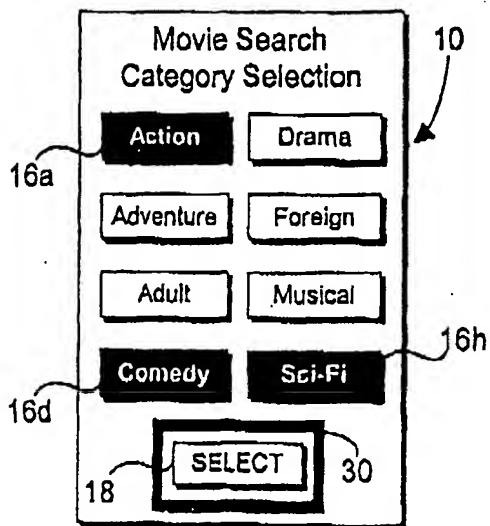 Movie Search
Category Selection
10
Action Drama
16a
Adventure Foreign
Adult Musical
16h
Comedy Sci-Fi
16d
SELECT
18
30